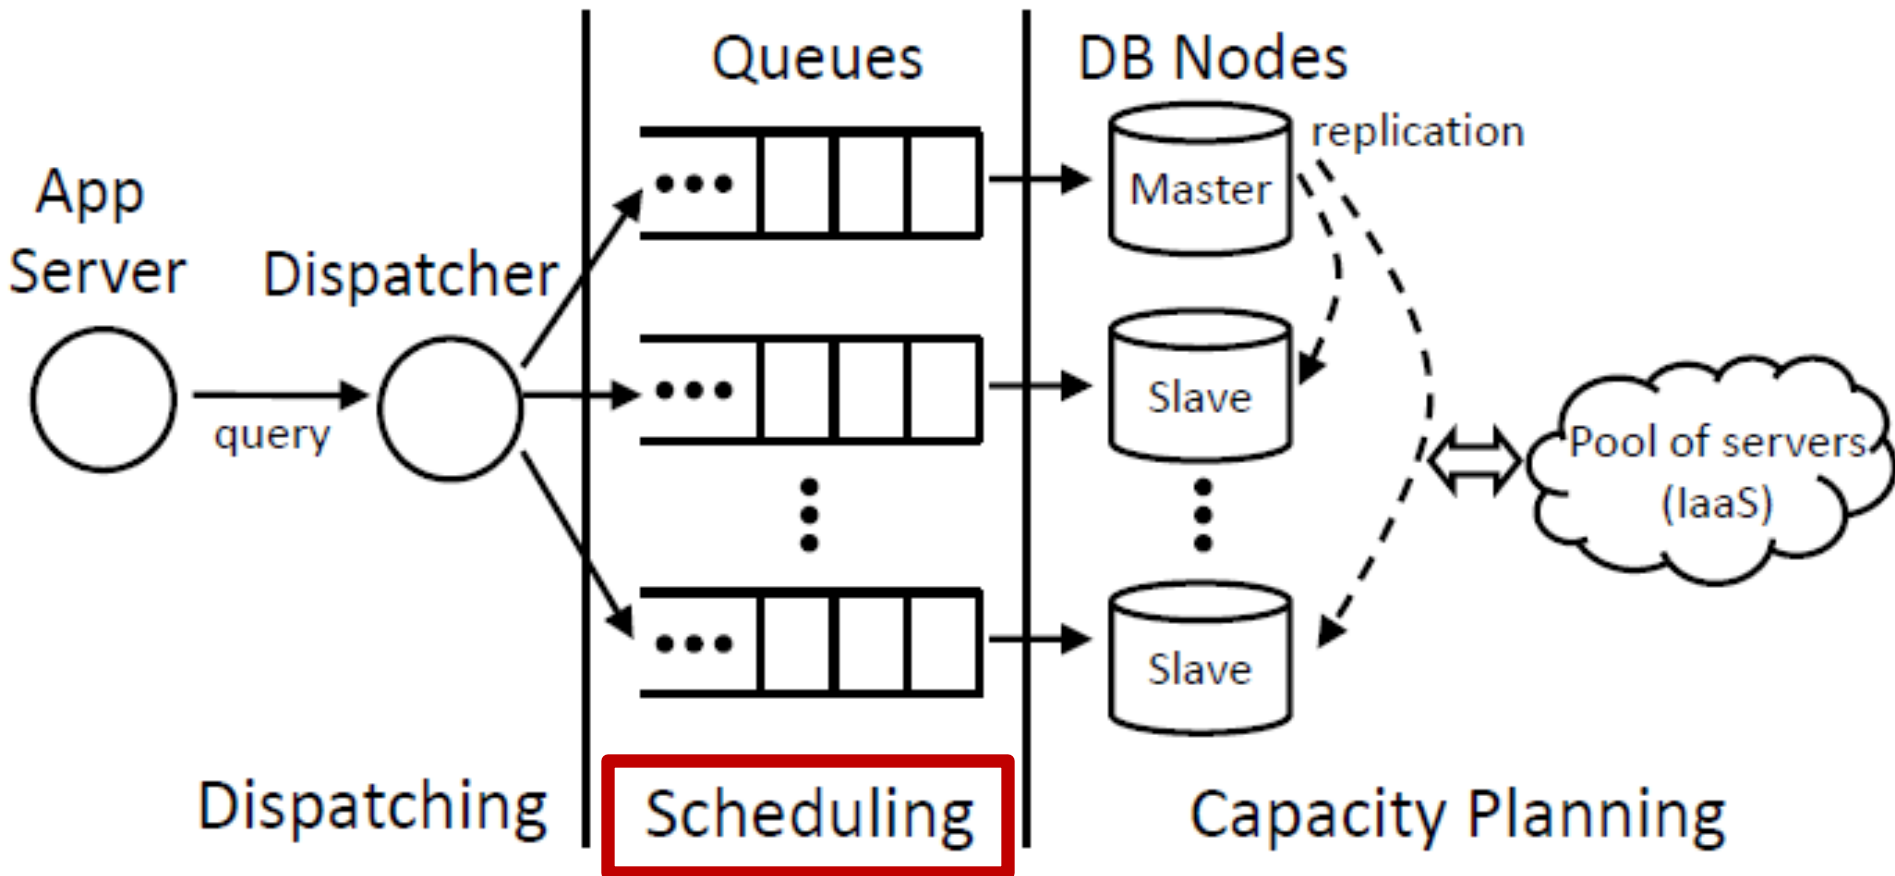 Queues
DB Nodes
replication
Master
App
Server
Dispatcher
query
Slave
Pool of servers
(IaaS)
Slave
Dispatching
Scheduling
Capacity Planning